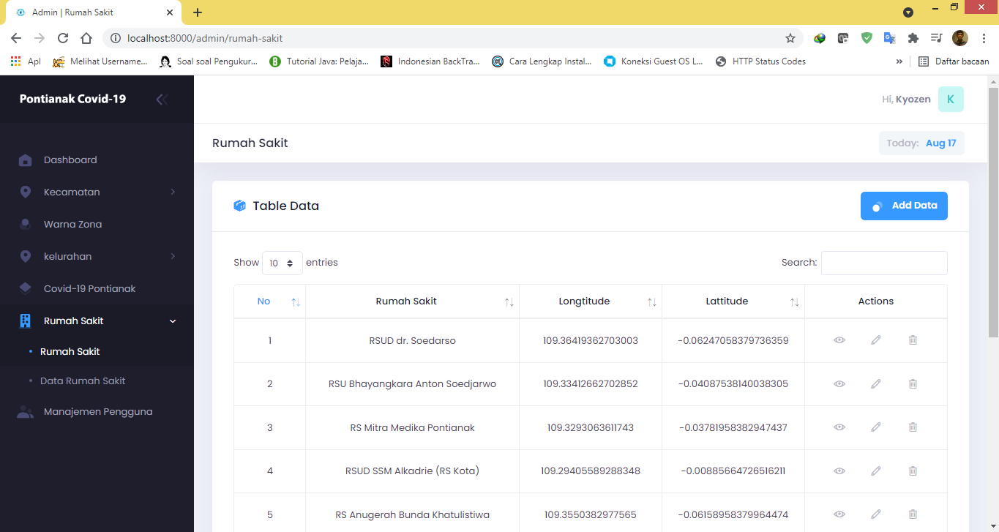 Admin | Rumah Sakit
localhost:8000/admin/rumah-sakit
Apl Melihat Username... Soal soal Pengukur... Tutorial Java: Pelaja... Indonesian BackTra... Cara Lengkap Instal... Koneksi Guest OS L... HTTP Status Codes » Daftar bacaan
Pontianak Covid-19
Hi, Kyozen K
Rumah Sakit
Today: Aug 17
Dashboard
Kecamatan
Warna Zona
kelurahan
Covid-19 Pontianak
Rumah Sakit
Rumah Sakit
Data Rumah Sakit
Manajemen Pengguna
Table Data
Add Data
Show 10 entries
Search:
No Rumah Sakit Longtitude Lattitude Actions
1 RSUD dr. Soedarso 109.36419362703003 -0.06247058379736359
2 RSU Bhayangkara Anton Soedjarwo 109.33412662702852 -0.04087538140038305
3 RS Mitra Medika Pontianak 109.3293063611743 -0.03781958382947437
4 RSUD SSM Alkadrie (RS Kota) 109.29405589288348 -0.00885664726516211
5 RS Anugerah Bunda Khatulistiwa 109.3550382977565 -0.06158958379964474